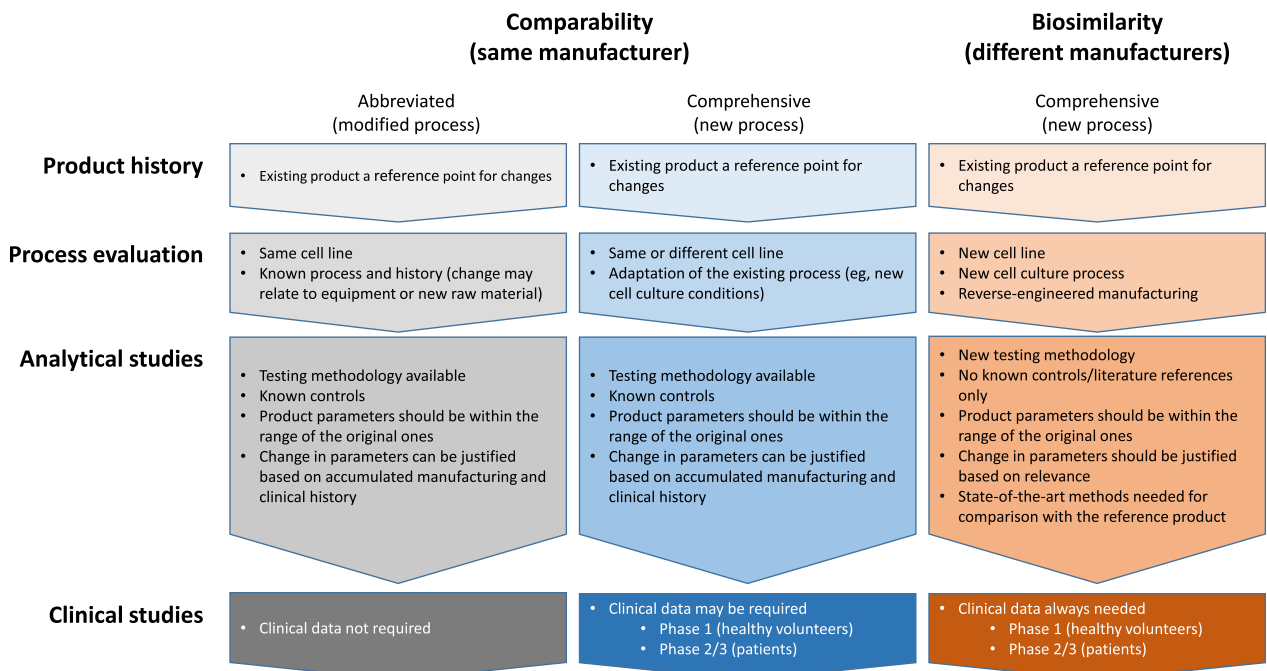 Comparability
(same manufacturer)
Biosimilarity
(different manufacturers)
Abbreviated
(modified process)
Comprehensive
(new process)
Comprehensive
(new process)
Product history
• Existing product a reference point for changes
• Existing product a reference point for
changes
• Existing product a reference point for
changes
Process evaluation
• Same cell line
• Known process and history (change may
relate to equipment or new raw material)
• Same or different cell line
• Adaptation of the existing process (eg, new
cell culture conditions)
• New cell line
• New cell culture process
• Reverse-engineered manufacturing
Analytical studies
• Testing methodology available
• Known controls
• Product parameters should be within the
range of the original ones
• Change in parameters can be justified
based on accumulated manufacturing and
clinical history
• Testing methodology available
• Known controls
• Product parameters should be within the
range of the original ones
• Change in parameters can be justified
based on accumulated manufacturing and
clinical history
• New testing methodology
• No known controls/literature references
only
• Product parameters should be within the
range of the original ones
• Change in parameters should be justified
based on relevance
• State-of-the-art methods needed for
comparison with the reference product
Clinical studies
• Clinical data not required
• Clinical data may be required
• Phase 1 (healthy volunteers)
• Phase 2/3 (patients)
• Clinical data always needed
• Phase 1 (healthy volunteers)
• Phase 2/3 (patients)